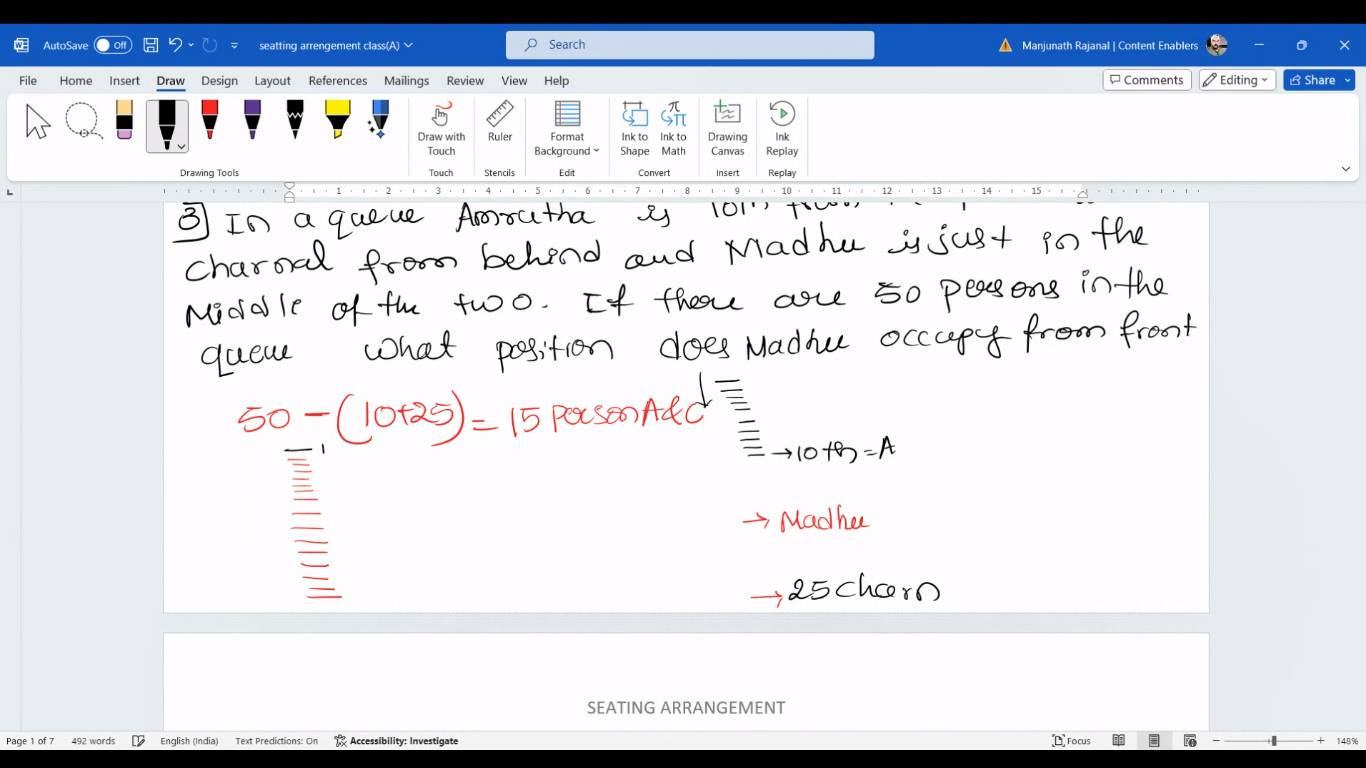 AutoSave Off seatting arrangement class(A) Search Manjunath Rajanal | Content Enablers
File Home Insert Draw Design Layout References Mailings Review View Help Comments Editing Share
Draw with Touch Ruler Format Background Ink to Shape Ink to Math Drawing Canvas Ink Replay
Drawing Tools Touch Stencils Edit Convert Insert Replay
1 2 3 4 5 6 7 8 9 10 11 12 13 14 15
3] In a queue Amrutha is 10th from
charnal from behind and Madhu is just in the
Middle of the two. If there are 50 persons in the
queue what position does Madhu occupy from front
50 - (10+25) = 15 person A&C
1
→ 10th = A
→ Madhu
→ 25 charn
SEATING ARRANGEMENT
Page 1 of 7 492 words English (India) Text Predictions: On Accessibility: Investigate Focus 148%